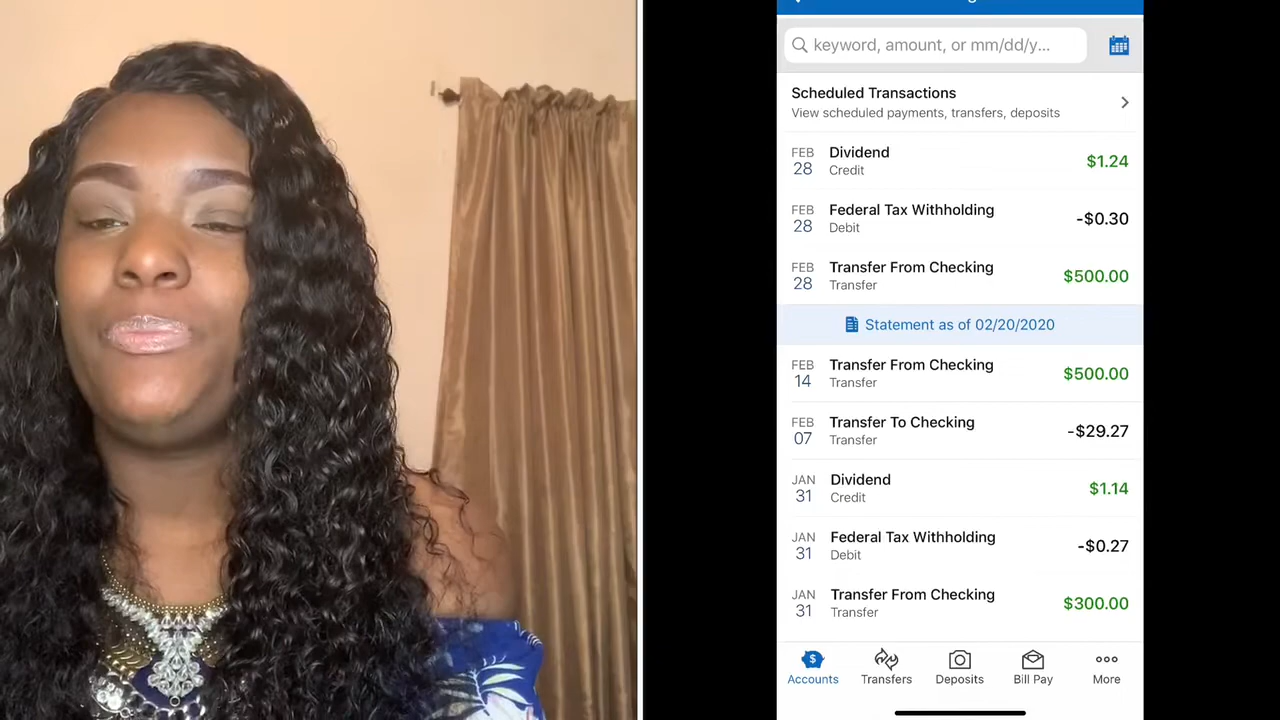 keyword, amount, or mm/dd/y...
Scheduled Transactions
View scheduled payments, transfers, deposits
FEB 28 Dividend $1.24
Credit
FEB 28 Federal Tax Withholding -$0.30
Debit
FEB 28 Transfer From Checking $500.00
Transfer
Statement as of 02/20/2020
FEB 14 Transfer From Checking $500.00
Transfer
FEB 07 Transfer To Checking -$29.27
Transfer
JAN 31 Dividend $1.14
Credit
JAN 31 Federal Tax Withholding -$0.27
Debit
JAN 31 Transfer From Checking $300.00
Transfer
$
Accounts Transfers Deposits Bill Pay More